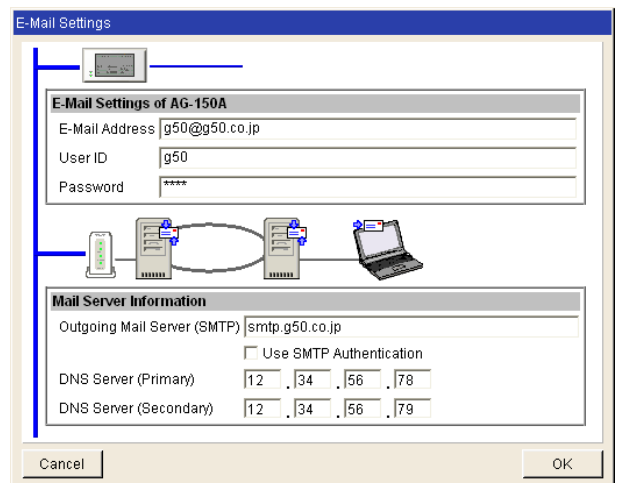 E-Mail Settings
E-Mail Settings of AG-150A
E-Mail Address g50@g50.co.jp
User ID g50
Password ****
Mail Server Information
Outgoing Mail Server (SMTP) smtp.g50.co.jp
Use SMTP Authentication
DNS Server (Primary) 12 . 34 . 56 . 78
DNS Server (Secondary) 12 . 34 . 56 . 79
Cancel OK